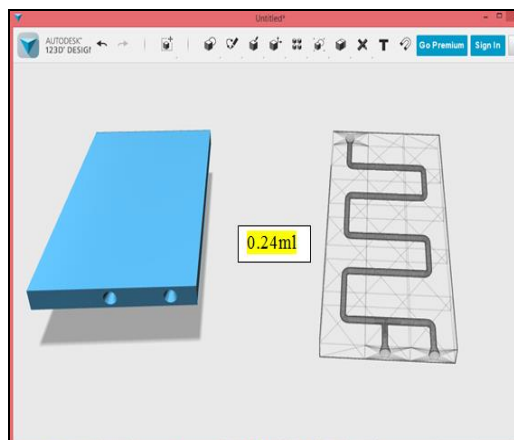 Untitled*
AUTODESK®
123D® DESIGN
Go Premium
Sign In
0.24ml